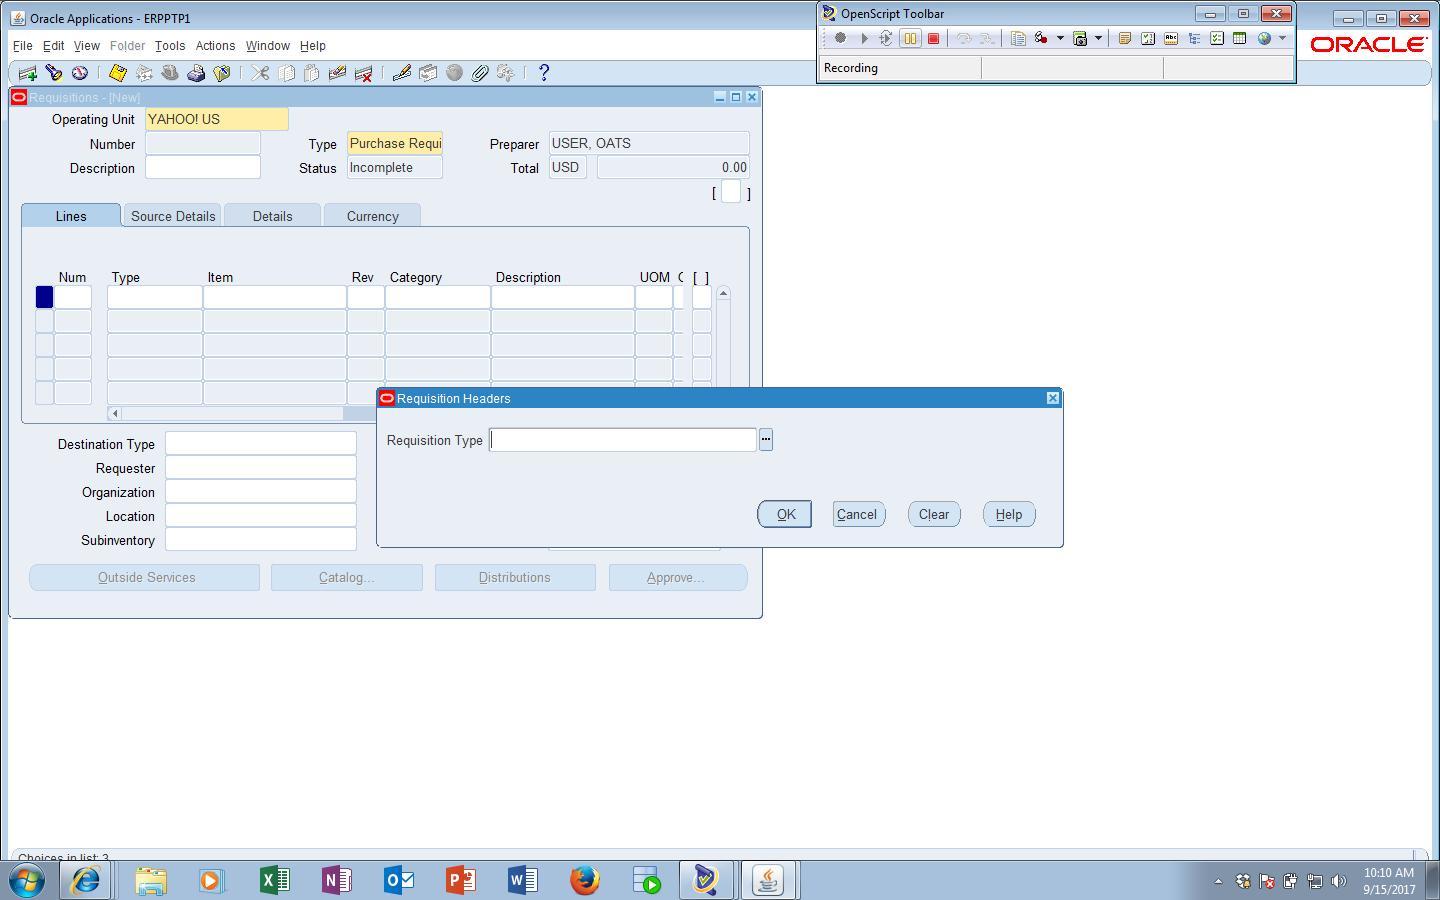 Oracle Applications - ERPPTP1
OpenScript Toolbar
File Edit View Folder Tools Actions Window Help
ORACLE
Recording
Requisitions - [New]
Operating Unit YAHOO! US
Number Type Purchase Requi Preparer USER, OATS
Description Status Incomplete Total USD 0.00
[ ]
Lines Source Details Details Currency
Num Type Item Rev Category Description UOM [ ]
Requisition Headers
Requisition Type
OK Cancel Clear Help
Destination Type
Requester
Organization
Location
Subinventory
Outside Services Catalog... Distributions Approve...
Choices in list: 3
10:10 AM
9/15/2017